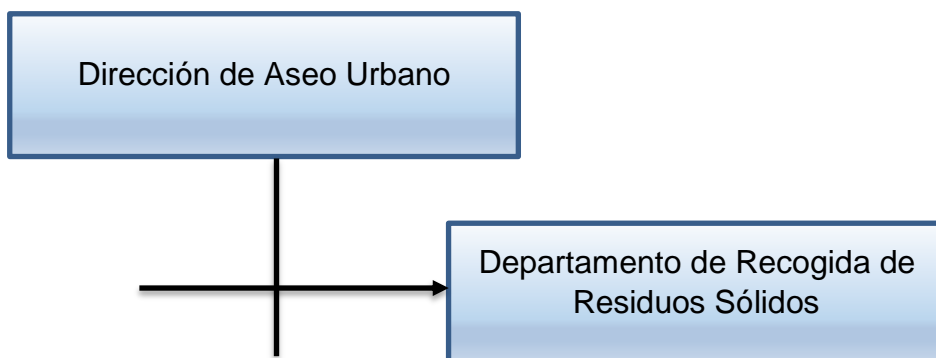 Dirección de Aseo Urbano
Departamento de Recogida de
Residuos Sólidos